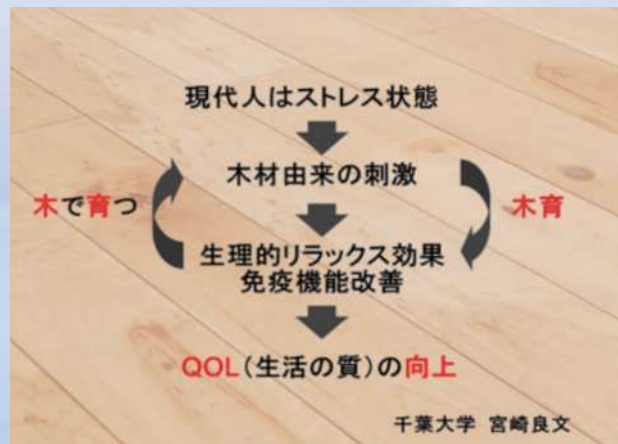 現代人はストレス状態
木材由来の刺激
木で育つ
木育
生理的リラックス効果
免疫機能改善
QOL(生活の質)の向上
千葉大学 宮崎良文